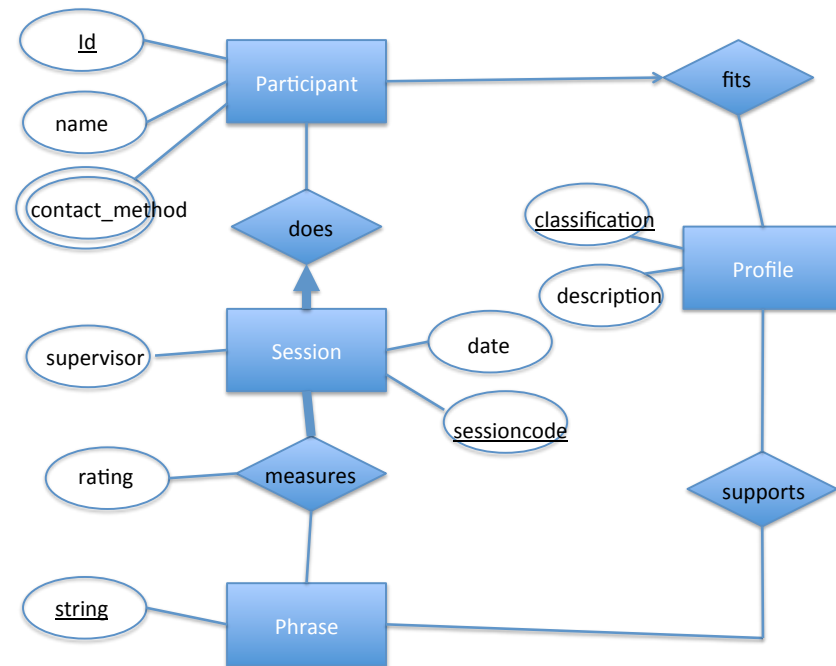 Id
Participant
fits
name
contact_method
does
classification
Profile
description
supervisor
Session
date
sessioncode
rating
measures
supports
string
Phrase